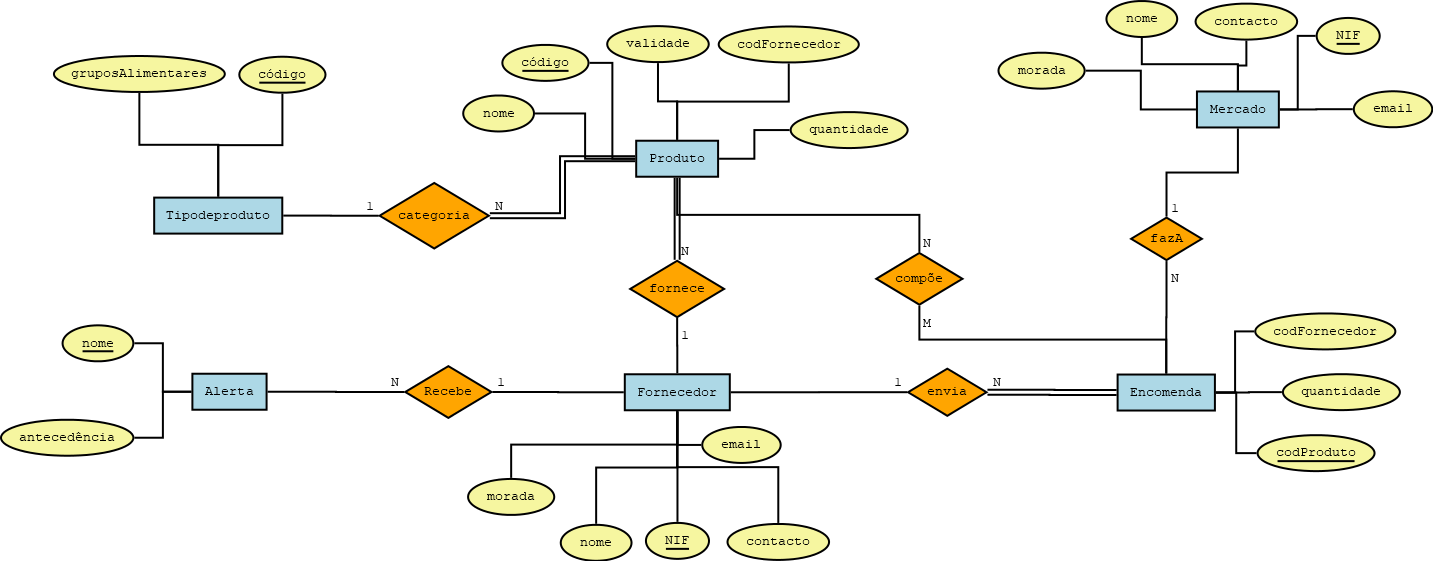 nome
contacto
NIF
validade
codFornecedor
código
morada
gruposAlimentares
código
nome
quantidade
Mercado
email
Produto
1
N
Tipodeproduto
categoria
1
fazA
N
N
N
compõe
fornece
M
1
nome
codFornecedor
Alerta
N
Recebe
1
Fornecedor
1
envia
N
Encomenda
quantidade
antecedência
email
codProduto
morada
nome
NIF
contacto